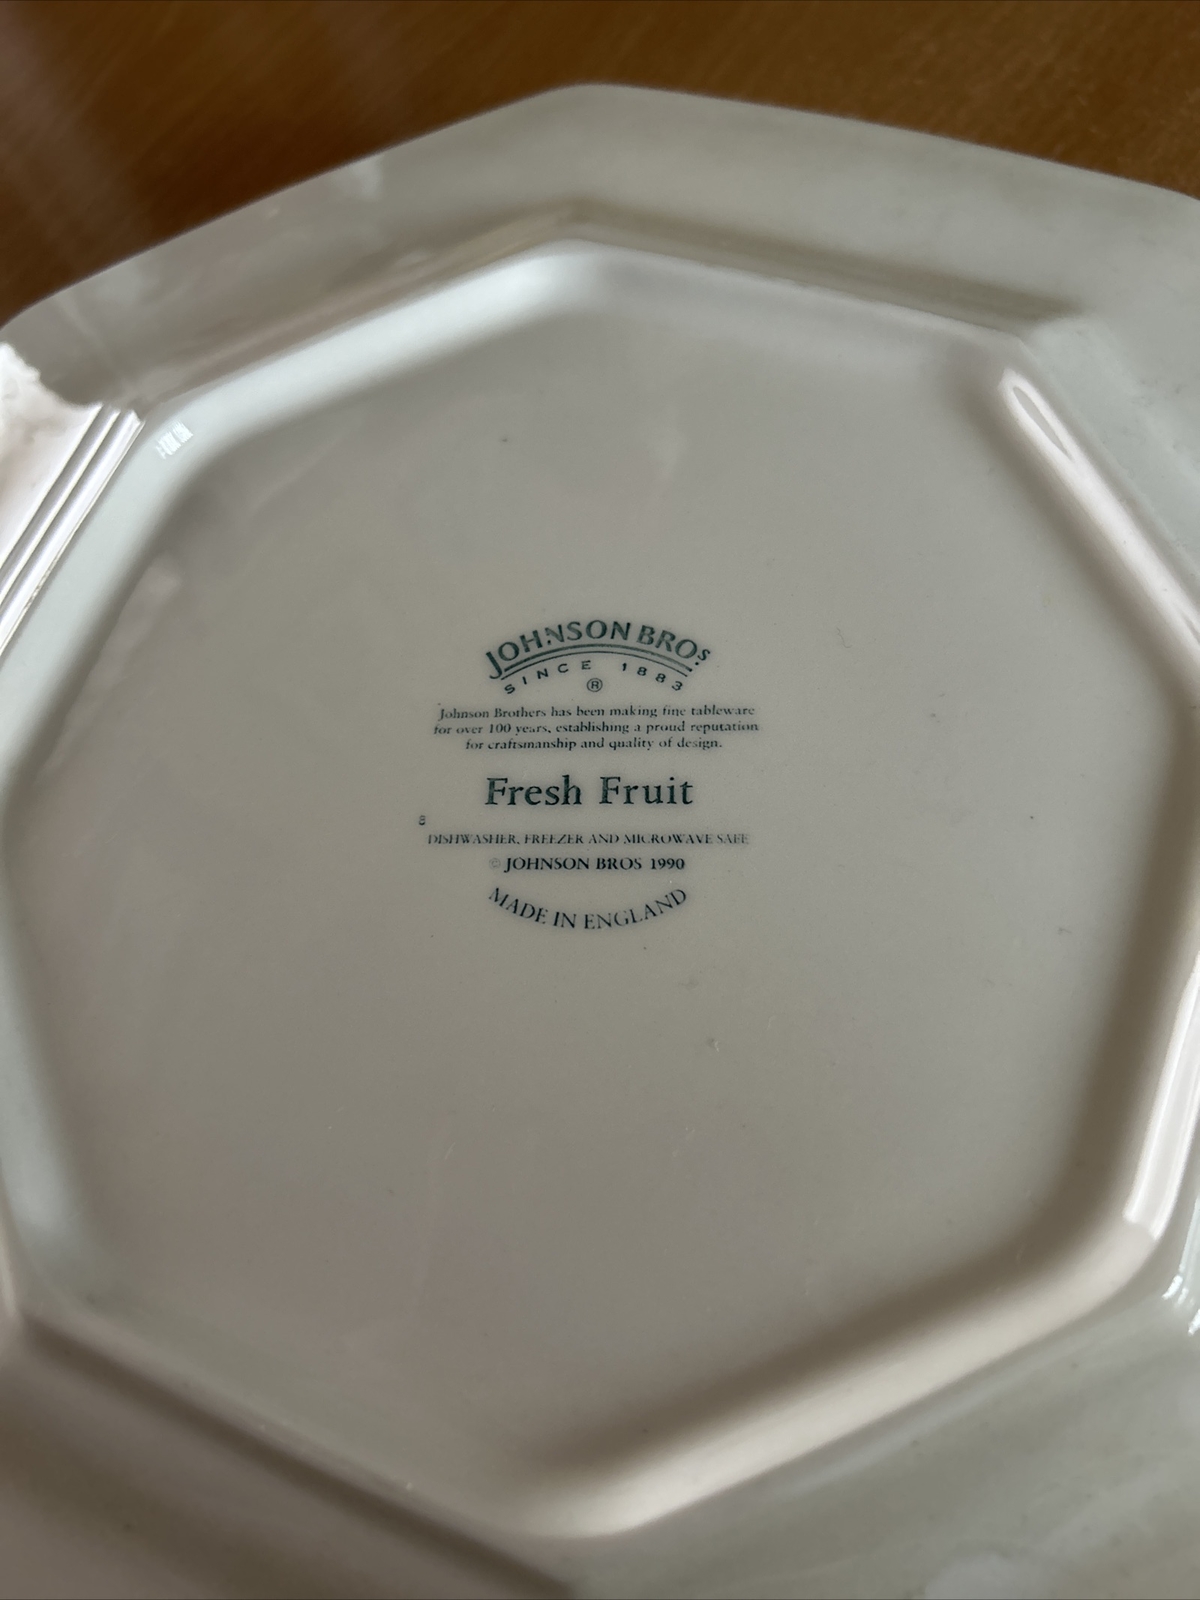 JOHNSON BROS
SINCE 1883
®
Johnson Brothers has been making fine tableware
for over 100 years, establishing a proud reputation
for craftsmanship and quality of design.
Fresh Fruit
8
DISHWASHER, FREEZER AND MICROWAVE SAFE
© JOHNSON BROS 1990
MADE IN ENGLAND